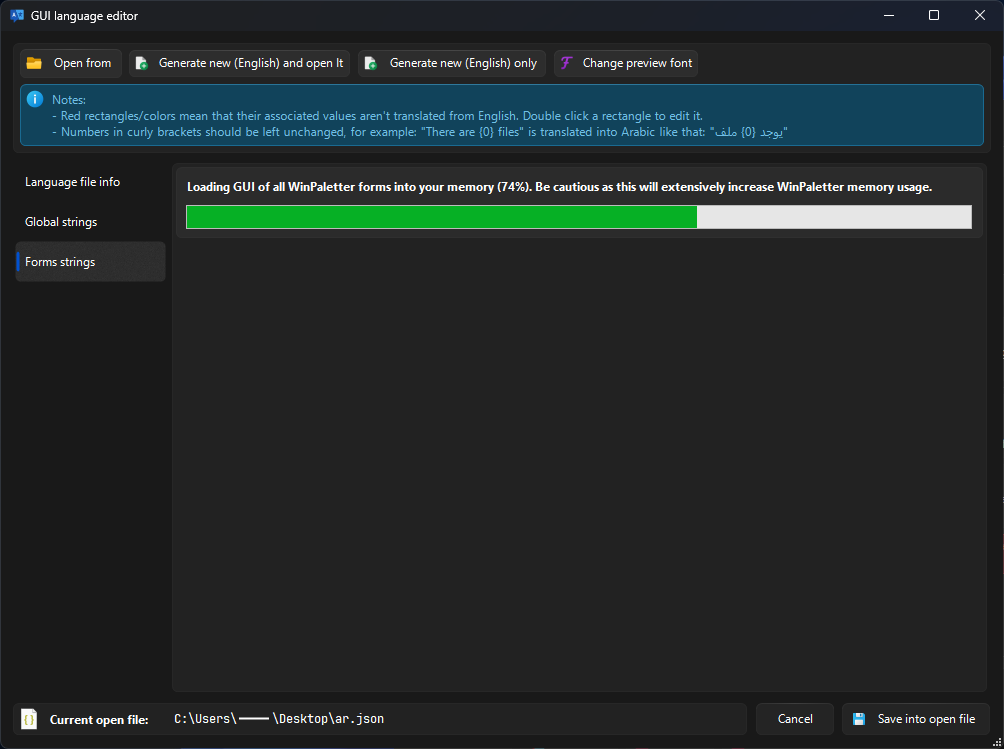 GUI language editor
Open from
Generate new (English) and open It
Generate new (English) only
Change preview font
Notes:
- Red rectangles/colors mean that their associated values aren't translated from English. Double click a rectangle to edit it.
- Numbers in curly brackets should be left unchanged, for example: "There are {0} files" is translated into Arabic like that: "يوجد {0} ملف"
Language file info
Global strings
Forms strings
Loading GUI of all WinPaletter forms into your memory (74%). Be cautious as this will extensively increase WinPaletter memory usage.
Current open file:
C:\Users\ \Desktop\ar.json
Cancel
Save into open file